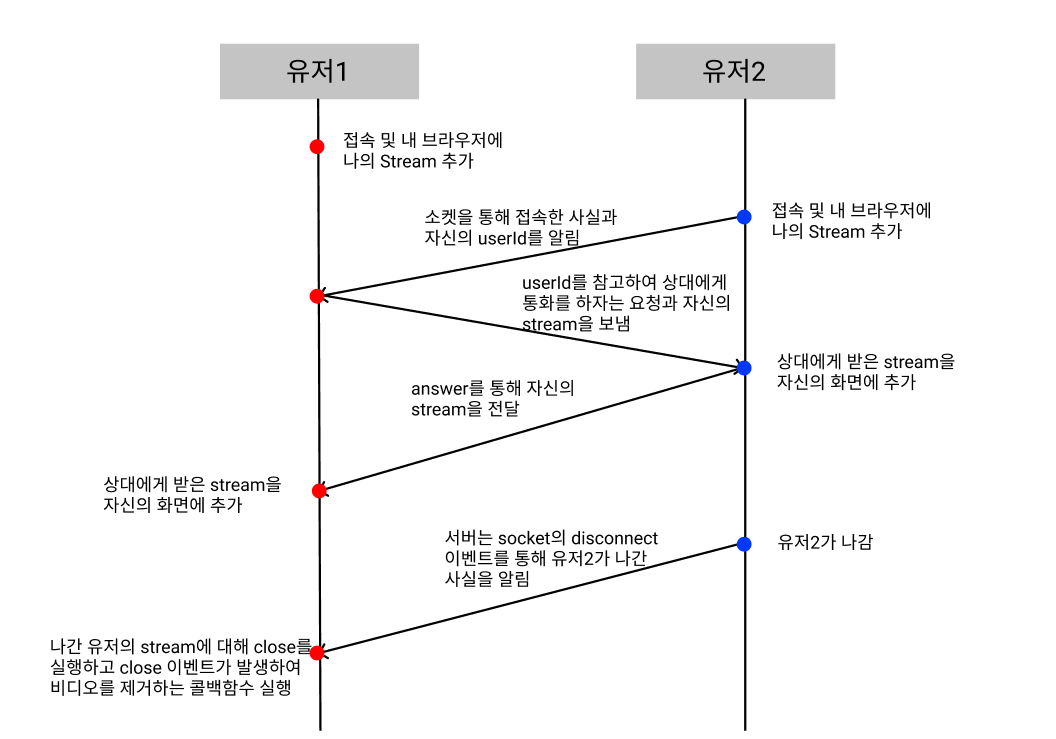 유저1
유저2
접속 및 내 브라우저에
나의 Stream 추가
소켓을 통해 접속한 사실과
자신의 userId를 알림
접속 및 내 브라우저에
나의 Stream 추가
userId를 참고하여 상대에게
통화를 하자는 요청과 자신의
stream을 보냄
상대에게 받은 stream을
자신의 화면에 추가
answer를 통해 자신의
stream을 전달
상대에게 받은 stream을
자신의 화면에 추가
서버는 socket의 disconnect
이벤트를 통해 유저2가 나간
사실을 알림
유저2가 나감
나간 유저의 stream에 대해 close를
실행하고 close 이벤트가 발생하여
비디오를 제거하는 콜백함수 실행